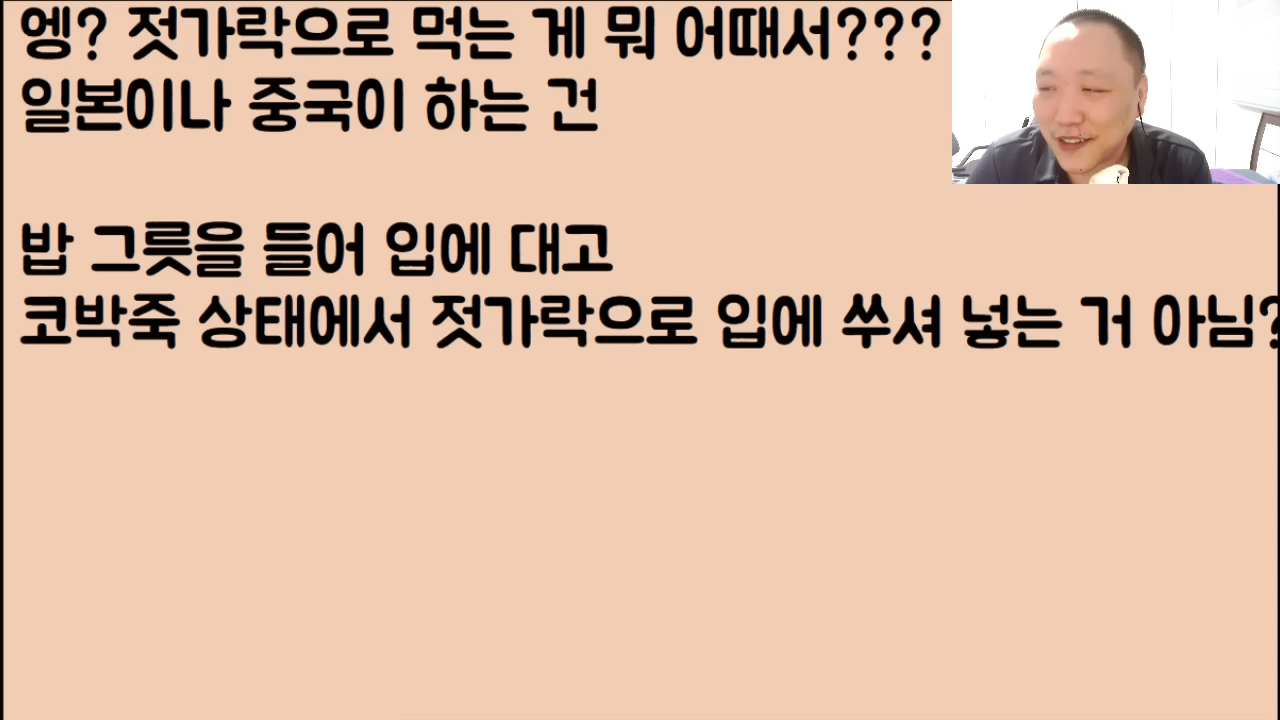 엥? 젓가락으로 먹는 게 뭐 어때서???
일본이나 중국이 하는 건
밥 그릇을 들어 입에 대고
코박죽 상태에서 젓가락으로 입에 쑤셔 넣는 거 아님?